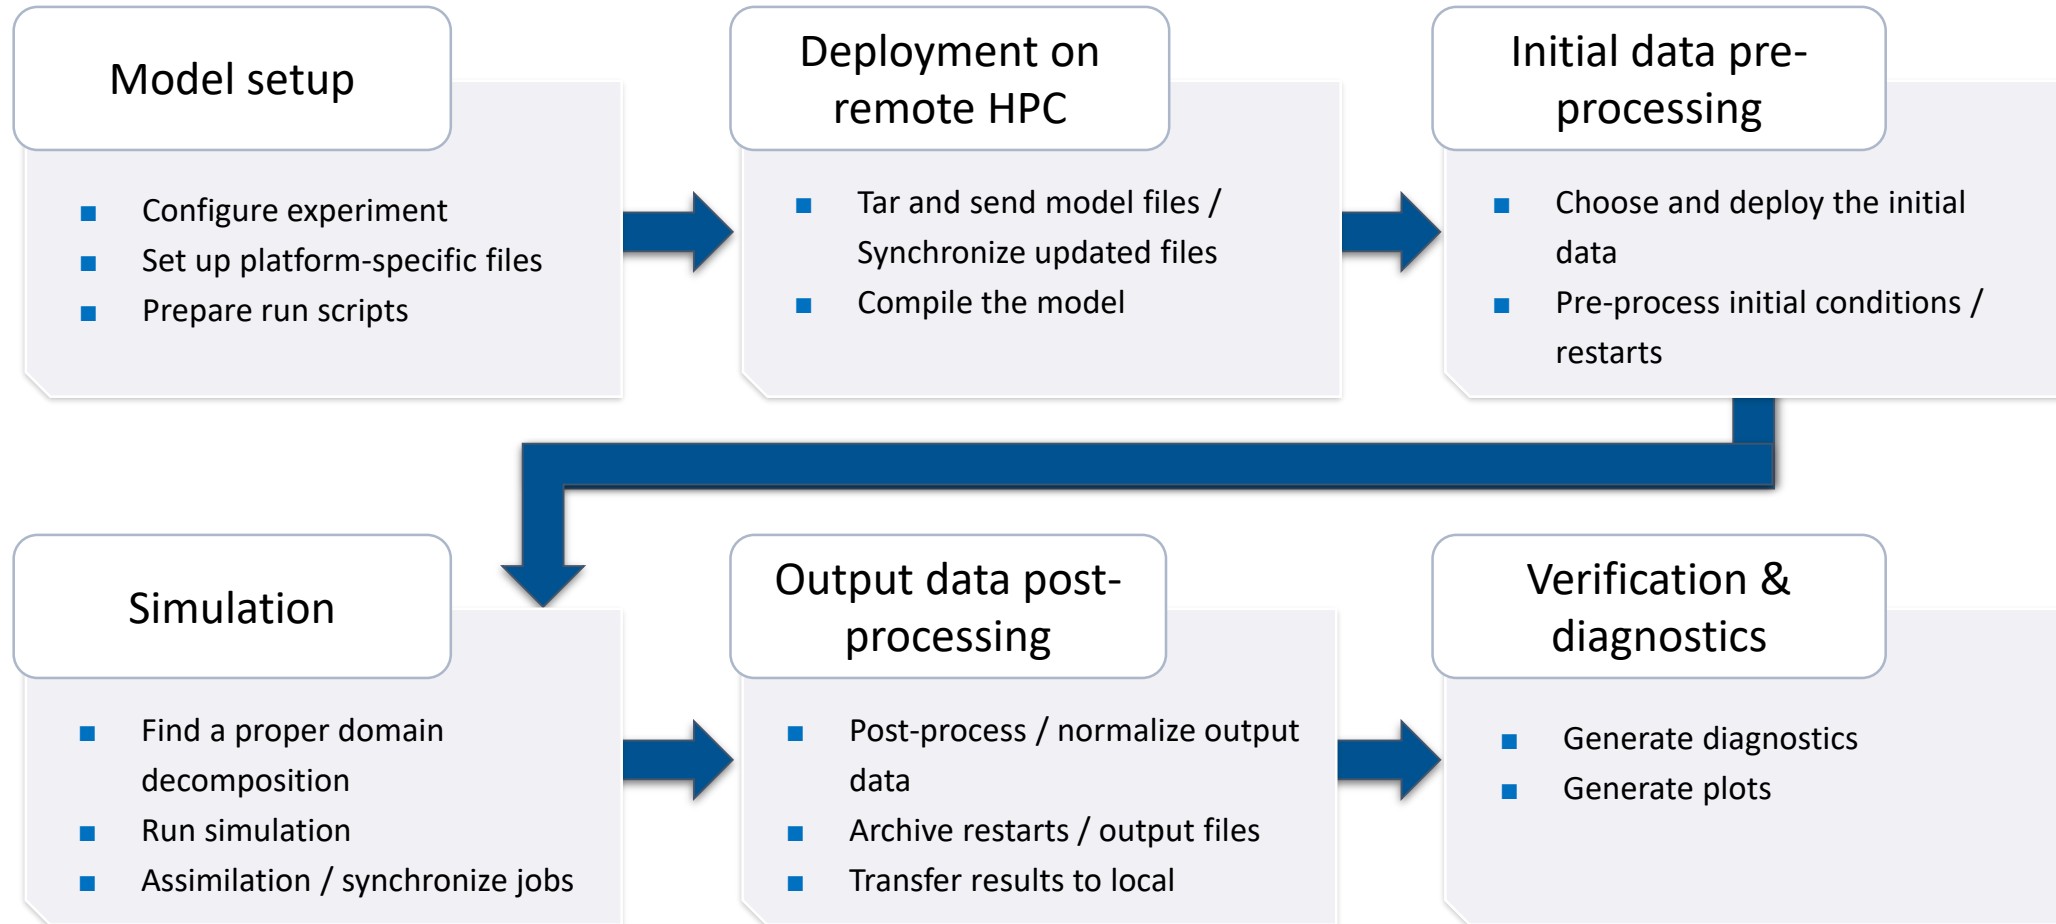 Model setup
Configure experiment
Set up platform-specific files
Prepare run scripts
Deployment on
remote HPC
Tar and send model files /
Synchronize updated files
Compile the model
Initial data pre-
processing
Choose and deploy the initial
data
Pre-process initial conditions /
restarts
Simulation
Find a proper domain
decomposition
Run simulation
Assimilation / synchronize jobs
Output data post-
processing
Post-process / normalize output
data
Archive restarts / output files
Transfer results to local
Verification &
diagnostics
Generate diagnostics
Generate plots